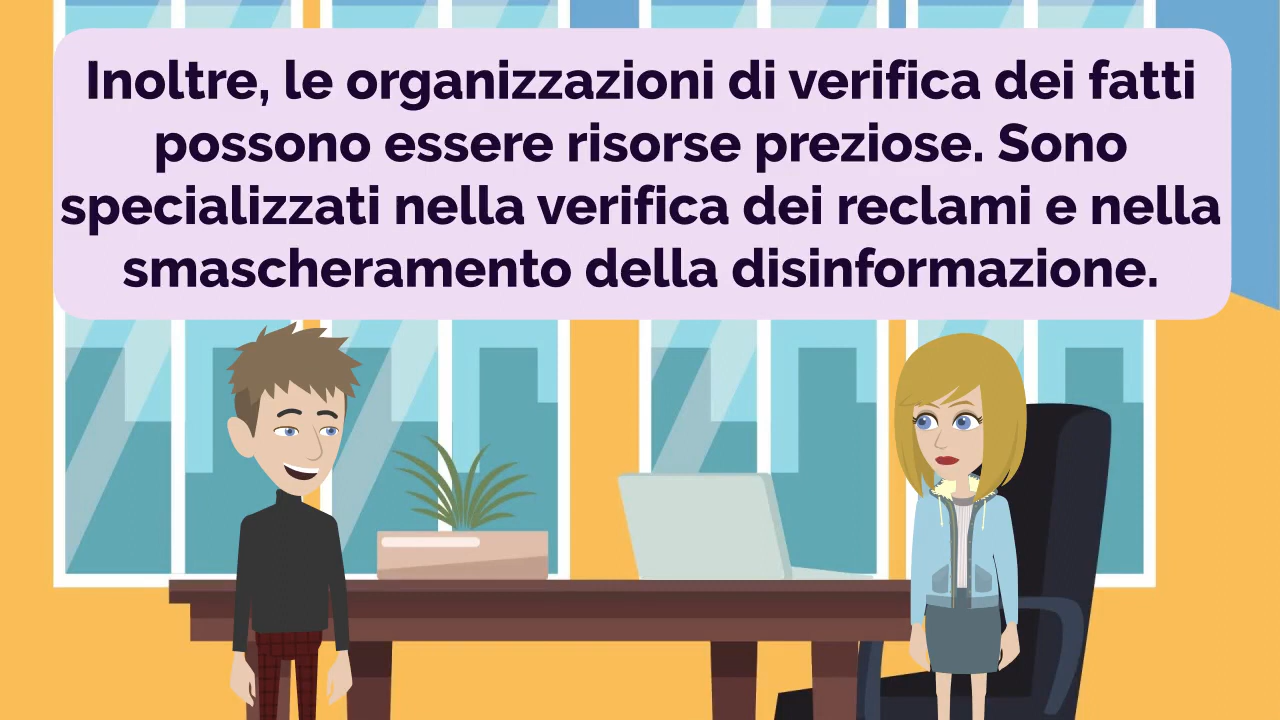 Inoltre, le organizzazioni di verifica dei fatti
possono essere risorse preziose. Sono
specializzati nella verifica dei reclami e nella
smascheramento della disinformazione.